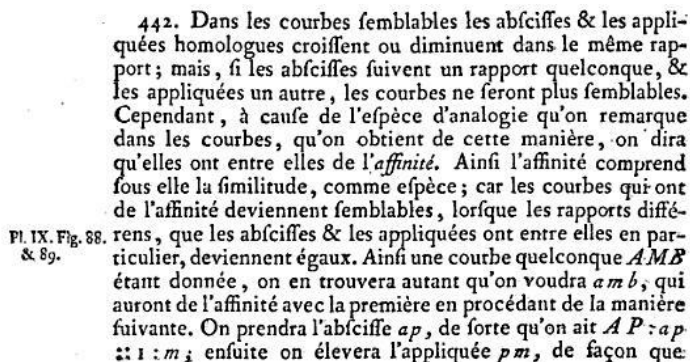 442. Dans les courbes ſemblables les abſciſſes & les appli-
quées homologues croiſſent ou diminuent dans le même rap-
port ; mais, ſi les abſciſſes ſuivent un rapport quelconque, &
les appliquées un autre, les courbes ne ſeront plus ſemblables.
Cependant, à cauſe de l'eſpèce d'analogie qu'on remarque
dans les courbes, qu'on obtient de cette manière, on dira
qu'elles ont entre elles de l'affinité. Ainſi l'affinité comprend
ſous elle la ſimilitude, comme eſpèce ; car les courbes qui ont
de l'affinité deviennent ſemblables, lorſque les rapports diffé-
Pl. IX. Fig. 88. rens, que les abſciſſes & les appliquées ont entre elles en par-
& 89. ticulier, deviennent égaux. Ainſi une courbe quelconque AMB
étant donnée, on en trouvera autant qu'on voudra amb, qui
auront de l'affinité avec la première en procédant de la manière
ſuivante. On prendra l'abſciſſe ap, de ſorte qu'on ait AP : ap
:: 1 : m ; enſuite on élevera l'appliquée pm, de façon que